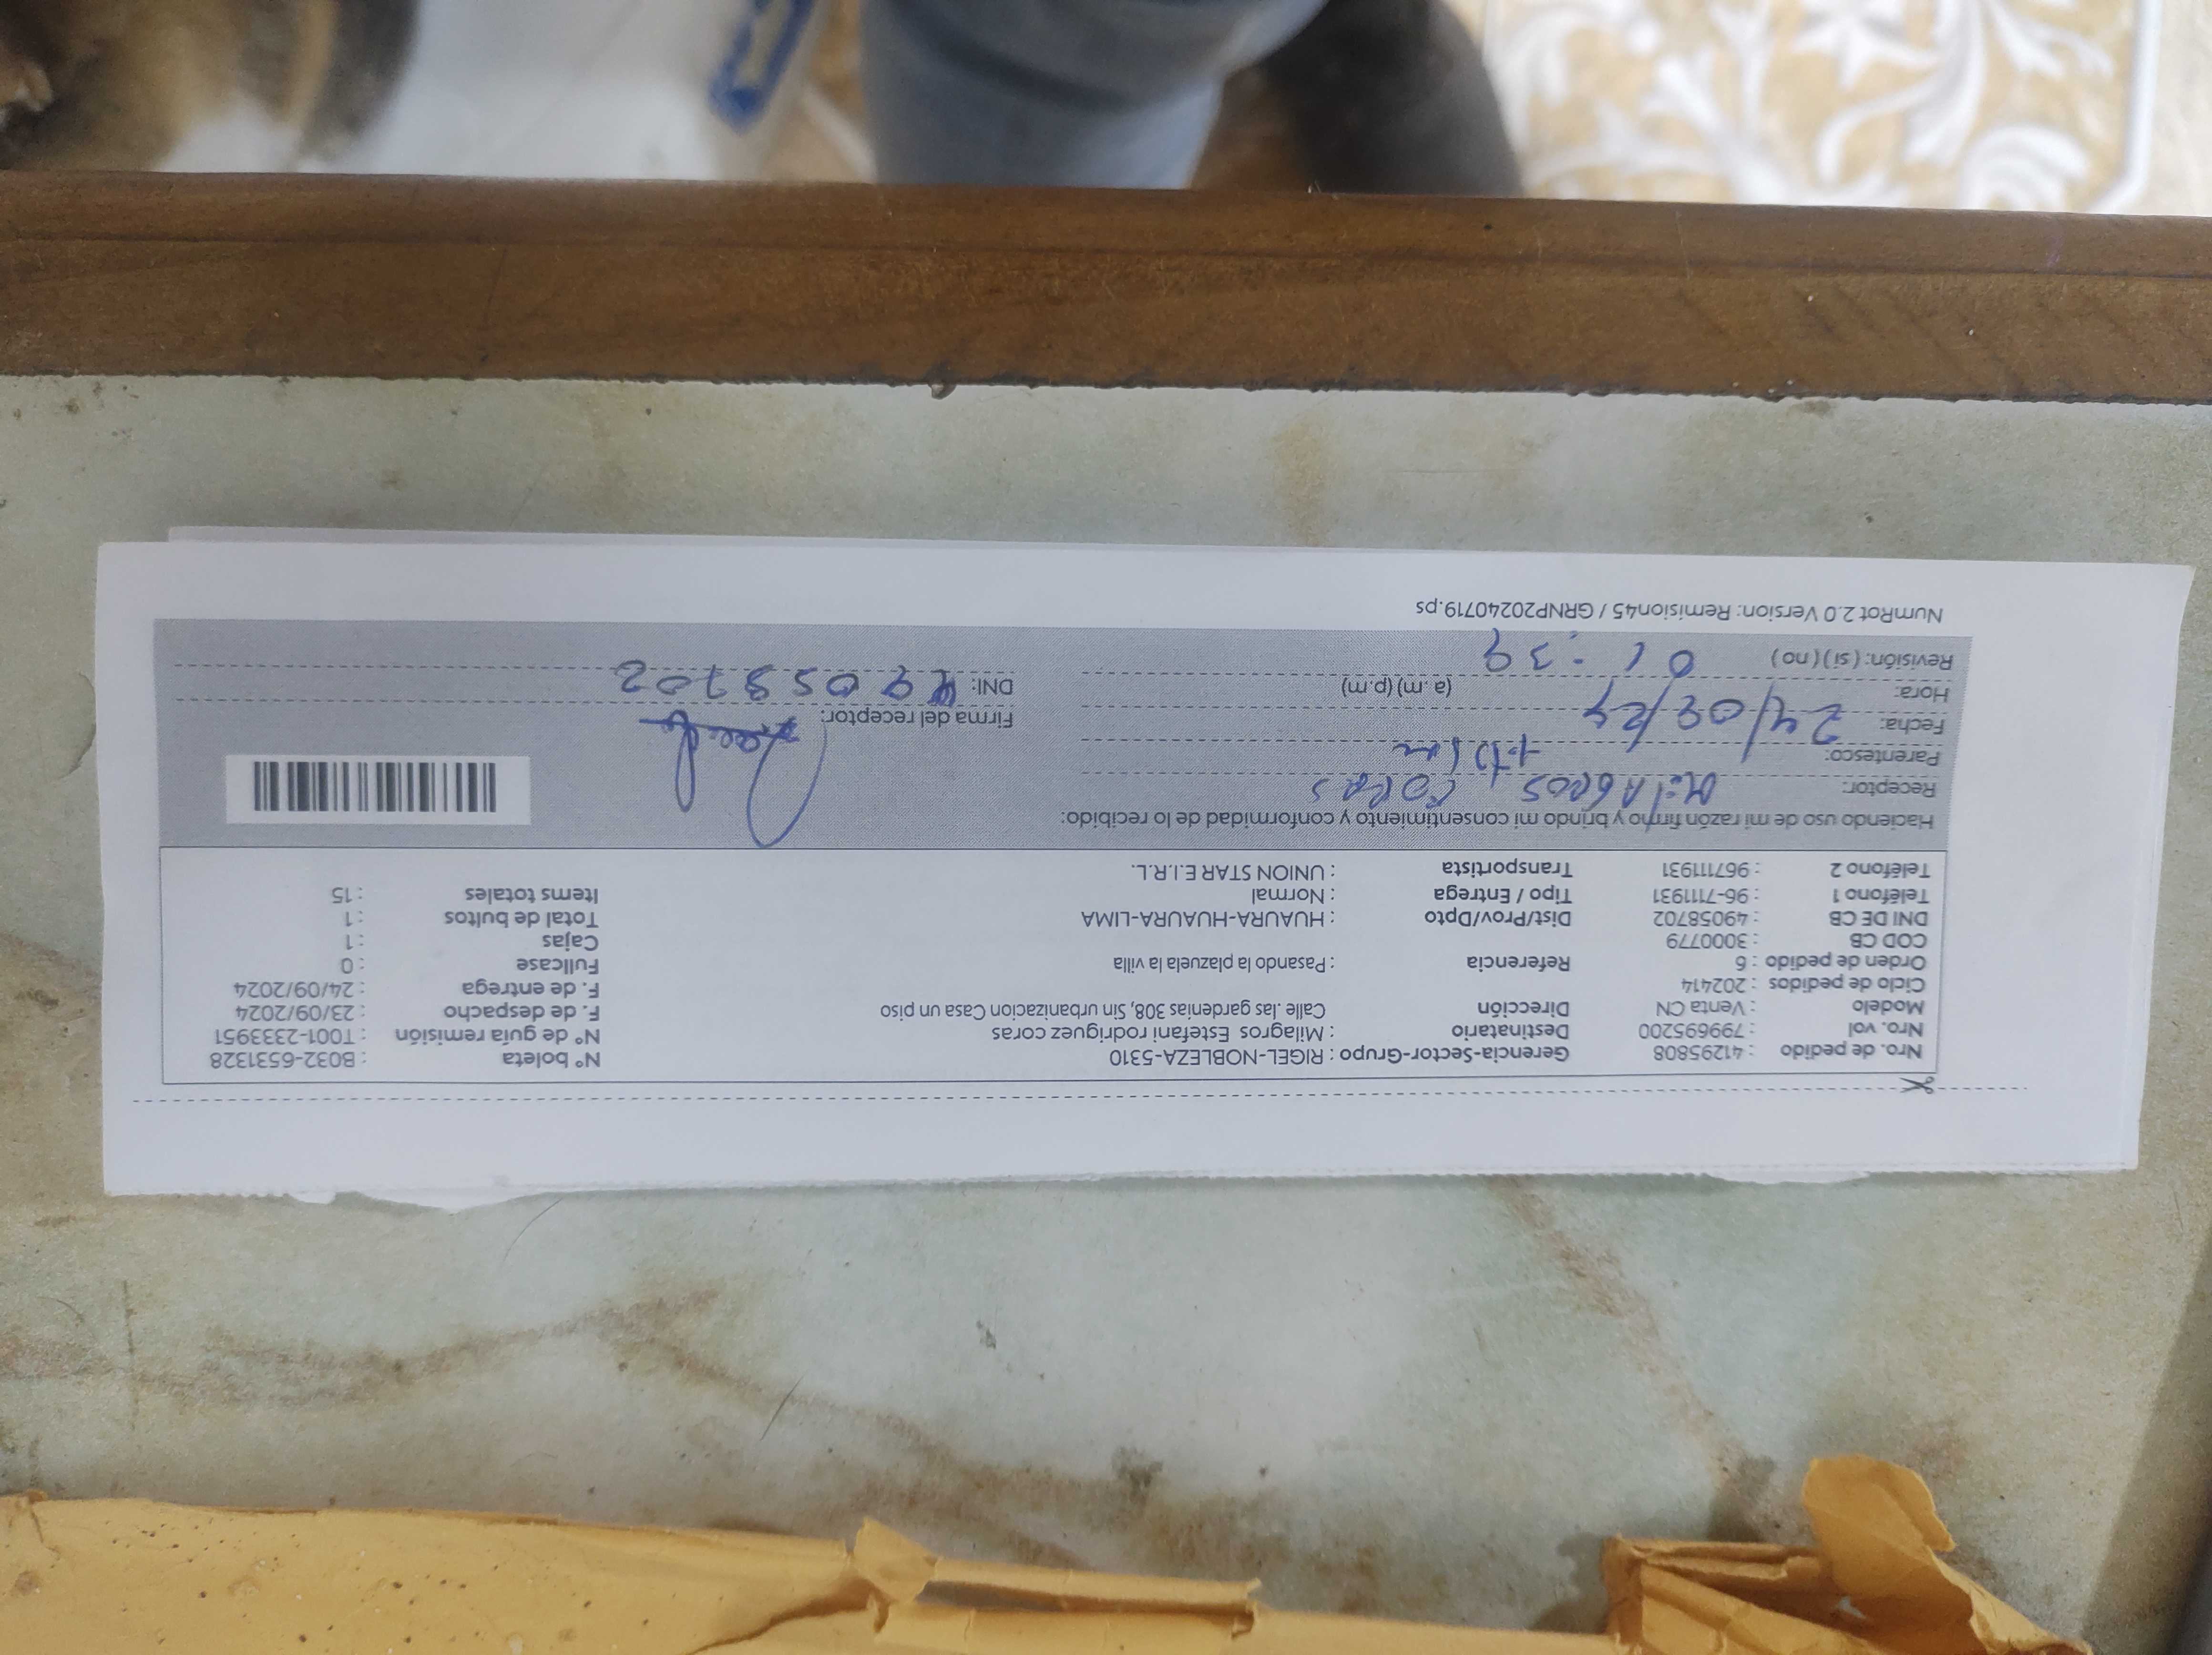 Nro. de pedido : 41295808 Gerencia-Sector-Grupo : RIGEL-NOBLEZA-5310 N° boleta : B032-6531328
Nro. vol : 799695200 Destinatario : Milagros Estefani rodriguez coras N° de guía remisión : T001-2333951
Modelo : Venta CN Dirección Calle .las gardenias 308, Sin urbanizacion Casa un piso F. de despacho : 23/09/2024
Ciclo de pedidos : 202414 F. de entrega : 24/09/2024
Orden de pedido : 6 Referencia : Pasando la plazuela la villa Fullcase : 0
COD CB : 3000779 Cajas : 1
DNI DE CB : 49058702 Dist/Prov/Dpto : HUAURA-HUAURA-LIMA Total de bultos : 1
Teléfono 1 : 96-7111931 Tipo / Entrega : Normal Items totales : 15
Teléfono 2 : 967111931 Transportista : UNION STAR E.I.R.L.
Haciendo uso de mi razón firmo y brindo mi consentimiento y conformidad de lo recibido:
Receptor: Milagros Coras
Parentesco:
Fecha: 24/09/24 Firma del receptor:
Hora: (a.m) (p.m) DNI: 49058702
Revisión: ( si ) ( no ) 01:39
NumRot 2.0 Version: Remision45 / GRNP20240719.ps